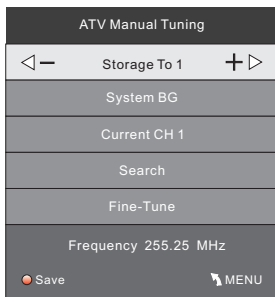 ATV Manual Tuning
Storage To 1
System BG
Current CH 1
Search
Fine-Tune
Frequency 255.25 MHz
Save MENU